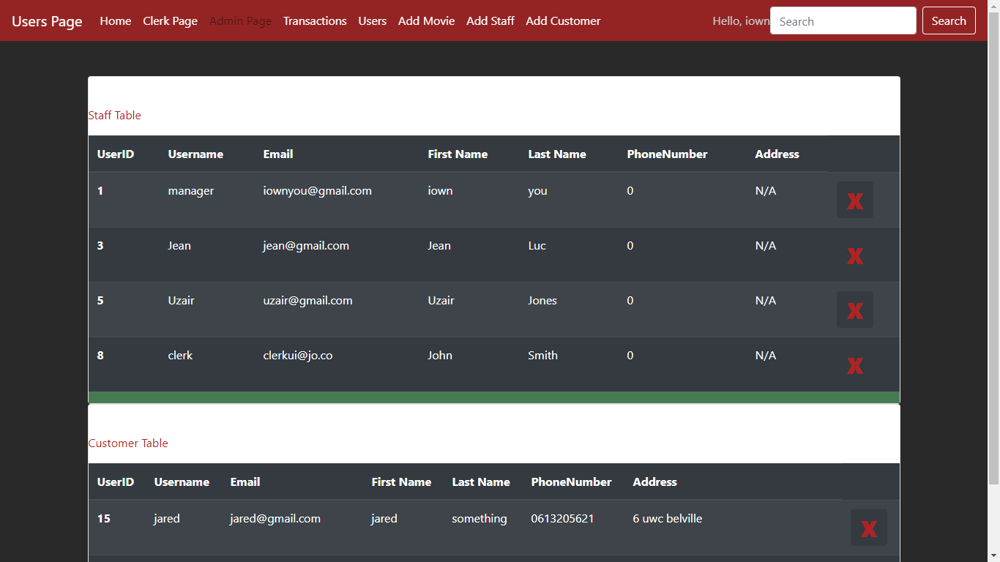 Users Page Home Clerk Page Admin Page Transactions Users Add Movie Add Staff Add Customer Hello, iown Search Search
Staff Table
UserID Username Email First Name Last Name PhoneNumber Address
1 manager iownyou@gmail.com iown you 0 N/A X
3 Jean jean@gmail.com Jean Luc 0 N/A X
5 Uzair uzair@gmail.com Uzair Jones 0 N/A X
8 clerk clerkui@jo.co John Smith 0 N/A X
Customer Table
UserID Username Email First Name Last Name PhoneNumber Address
15 jared jared@gmail.com jared something 0613205621 6 uwc belville X